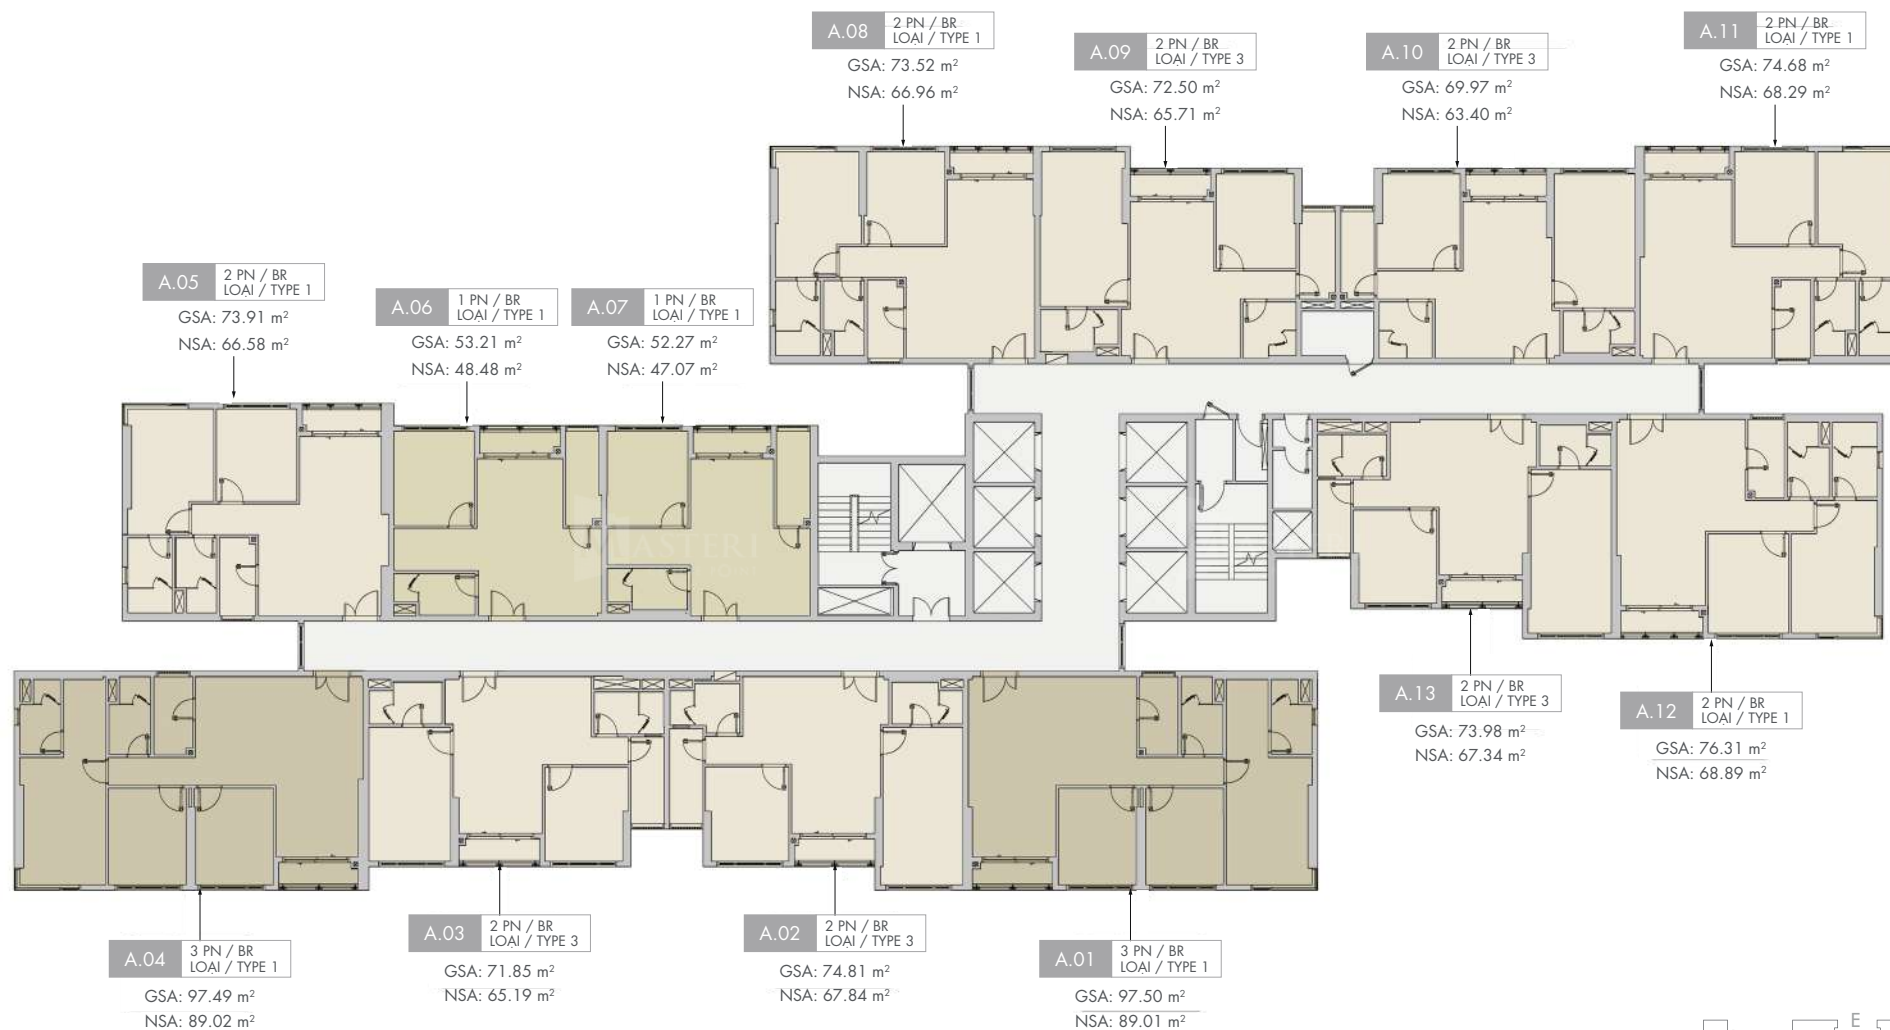 A.08
2 PN / BR
LOẠI / TYPE 1
GSA: 73.52 m²
NSA: 66.96 m²
A.09
2 PN / BR
LOẠI / TYPE 3
GSA: 72.50 m²
NSA: 65.71 m²
A.10
2 PN / BR
LOẠI / TYPE 3
GSA: 69.97 m²
NSA: 63.40 m²
A.11
2 PN / BR
LOẠI / TYPE 1
GSA: 74.68 m²
NSA: 68.29 m²
A.05
2 PN / BR
LOẠI / TYPE 1
GSA: 73.91 m²
NSA: 66.58 m²
A.06
1 PN / BR
LOẠI / TYPE 1
GSA: 53.21 m²
NSA: 48.48 m²
A.07
1 PN / BR
LOẠI / TYPE 1
GSA: 52.27 m²
NSA: 47.07 m²
MASTERI
A.13
2 PN / BR
LOẠI / TYPE 3
GSA: 73.98 m²
NSA: 67.34 m²
A.12
2 PN / BR
LOẠI / TYPE 1
GSA: 76.31 m²
NSA: 68.89 m²
A.04
3 PN / BR
LOẠI / TYPE 1
GSA: 97.49 m²
NSA: 89.02 m²
A.03
2 PN / BR
LOẠI / TYPE 3
GSA: 71.85 m²
NSA: 65.19 m²
A.02
2 PN / BR
LOẠI / TYPE 3
GSA: 74.81 m²
NSA: 67.84 m²
A.01
3 PN / BR
LOẠI / TYPE 1
GSA: 97.50 m²
NSA: 89.01 m²
E